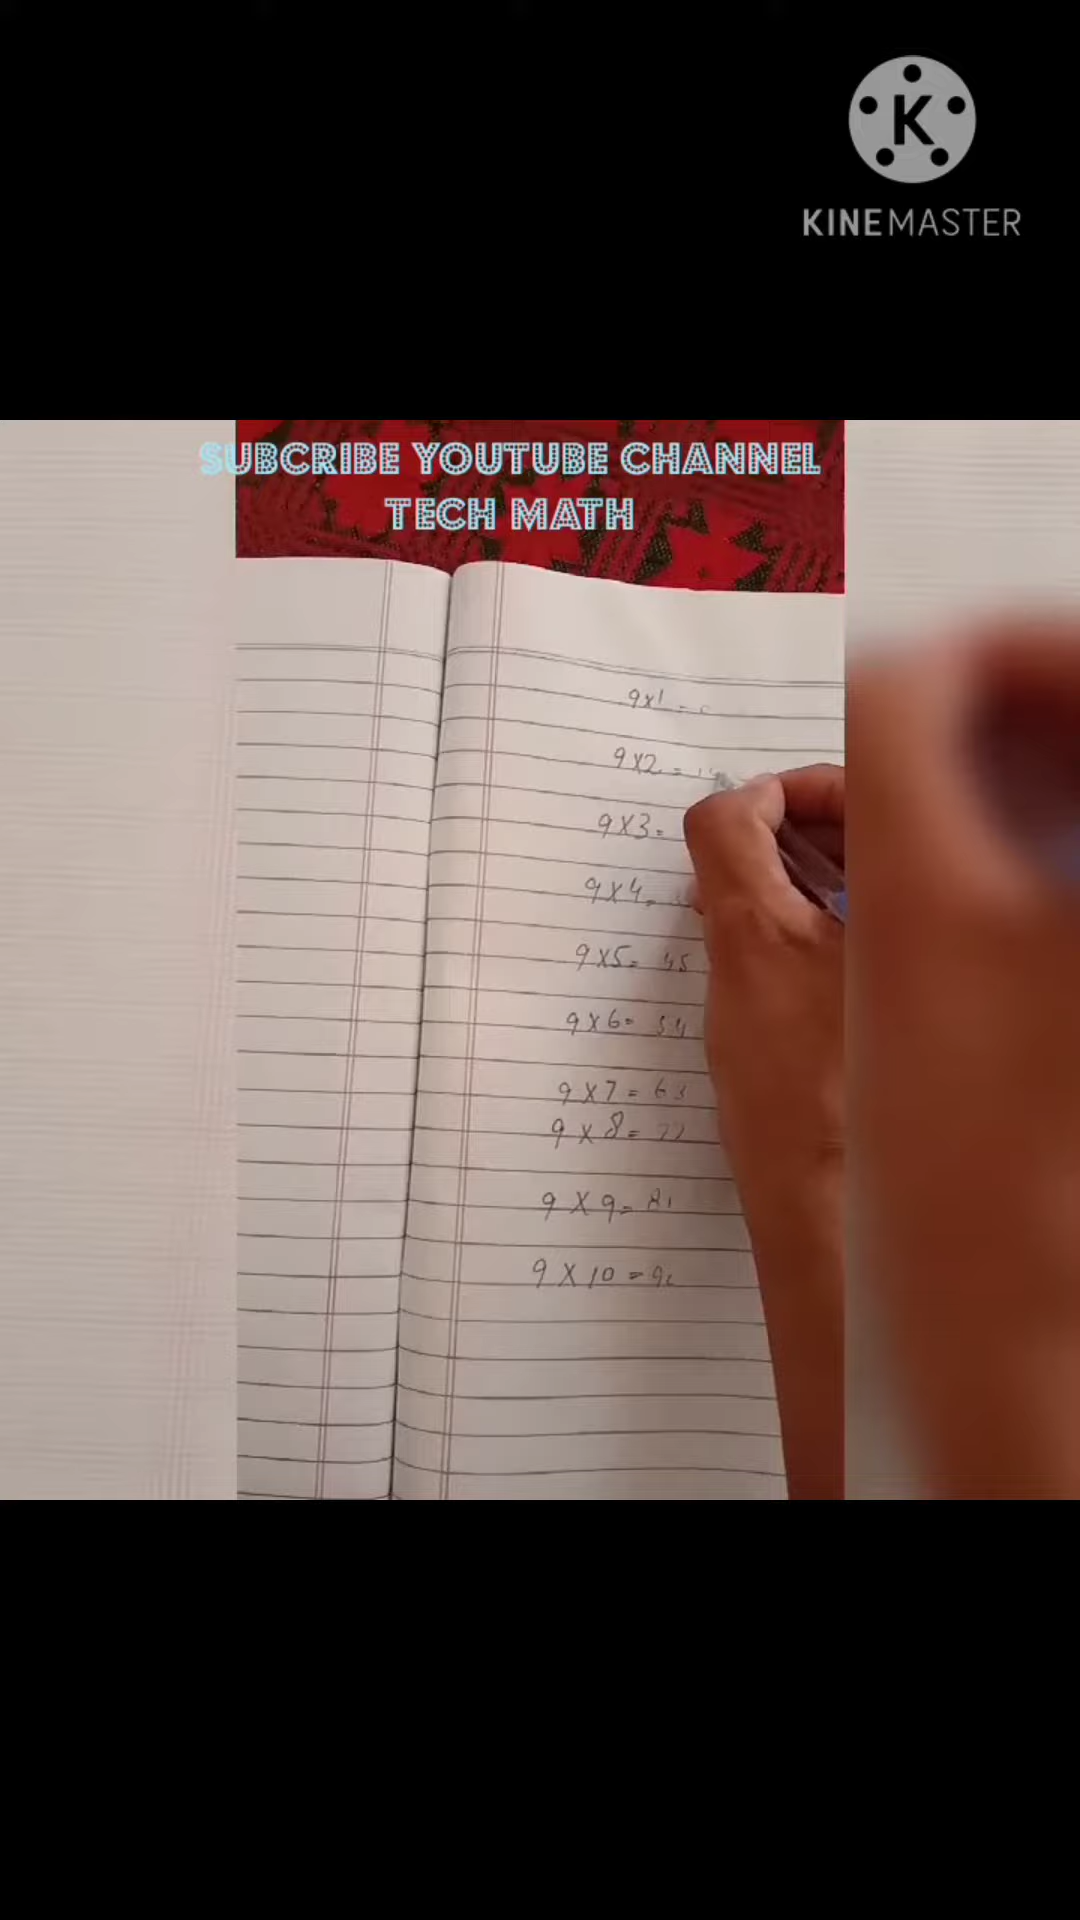 K
KINEMASTER
SUBCRIBE YOUTUBE CHANNEL
TECH MATH
9x1 =
9x2 =
9x3=
9x4=
9x5= 45
9x6= 54
9x7= 63
9x8=
9x9= 81
9x10=